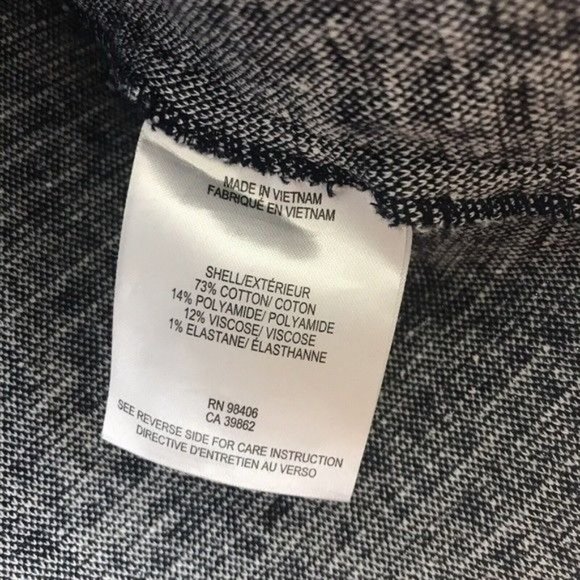 MADE IN VIETNAM
FABRIQUÉ EN VIETNAM
SHELL/EXTÉRIEUR
73% COTTON/ COTON
14% POLYAMIDE/ POLYAMIDE
12% VISCOSE/ VISCOSE
1% ELASTANE/ ÉLASTHANNE
RN 98406
CA 39862
SEE REVERSE SIDE FOR CARE INSTRUCTION
DIRECTIVE D'ENTRETIEN AU VERSO